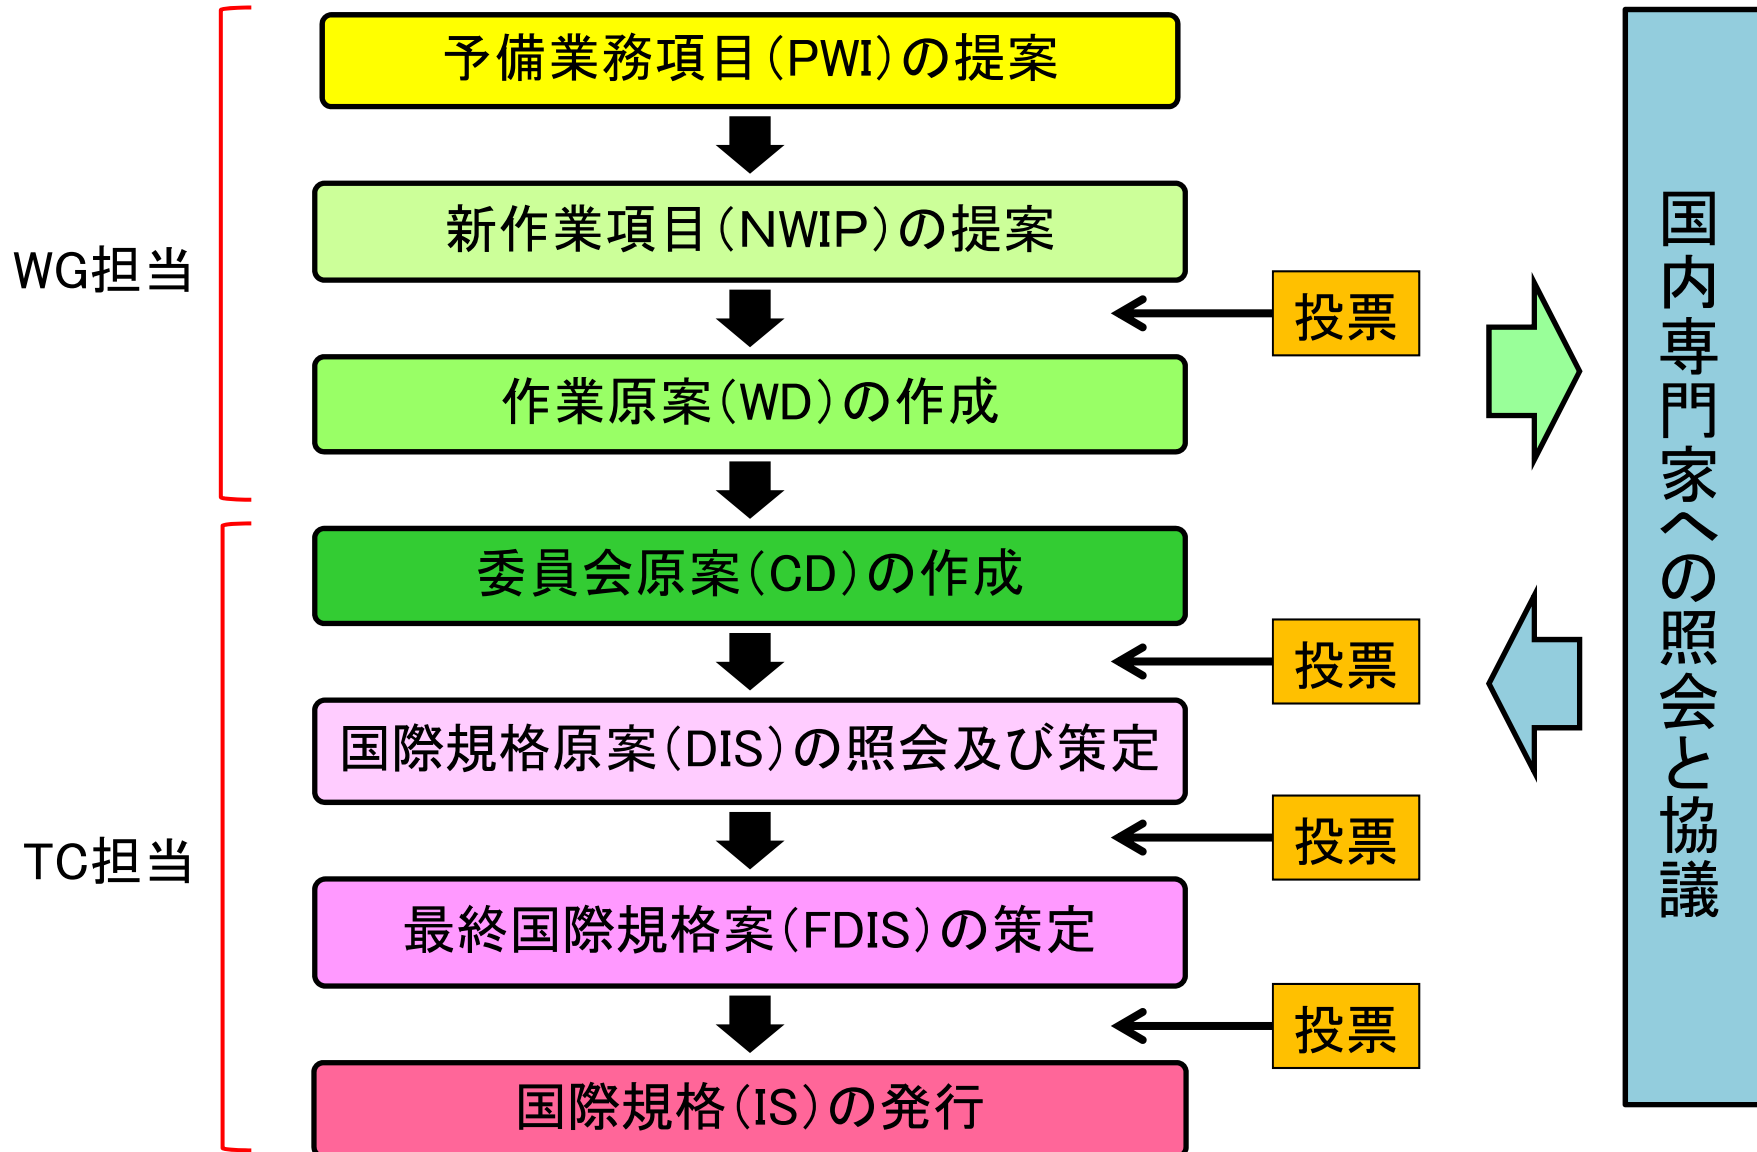 予備業務項目(PWI)の提案
新作業項目(NWIP)の提案
WG担当
投票
作業原案(WD)の作成
委員会原案(CD)の作成
投票
国際規格原案(DIS)の照会及び策定
投票
TC担当
最終国際規格案(FDIS)の策定
投票
国際規格(IS)の発行
国内専門家への照会と協議